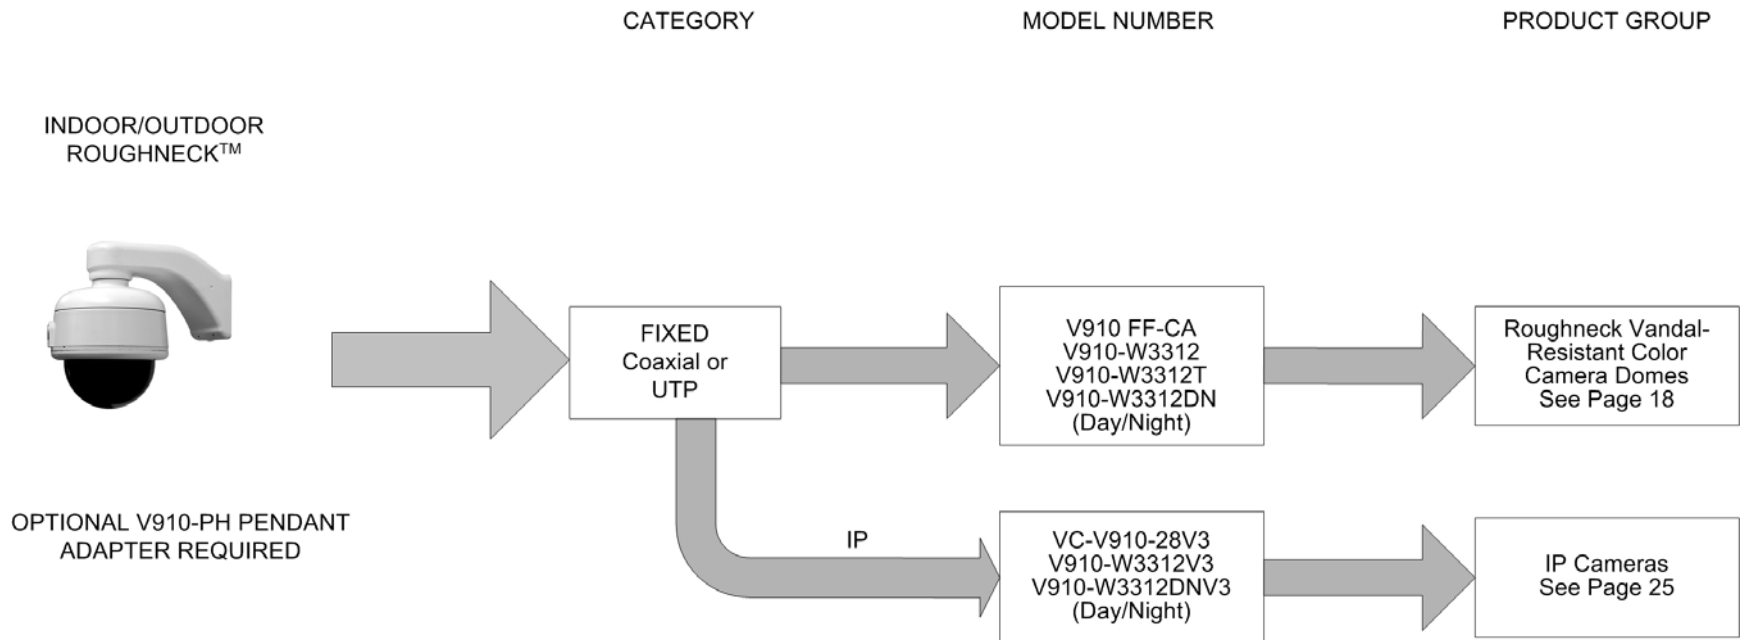 CATEGORY
MODEL NUMBER
PRODUCT GROUP
INDOOR/OUTDOOR
ROUGHNECK™
FIXED
Coaxial or
UTP
V910 FF-CA
V910-W3312
V910-W3312T
V910-W3312DN
(Day/Night)
Roughneck Vandal-
Resistant Color
Camera Domes
See Page 18
OPTIONAL V910-PH PENDANT
ADAPTER REQUIRED
IP
VC-V910-28V3
V910-W3312V3
V910-W3312DNV3
(Day/Night)
IP Cameras
See Page 25